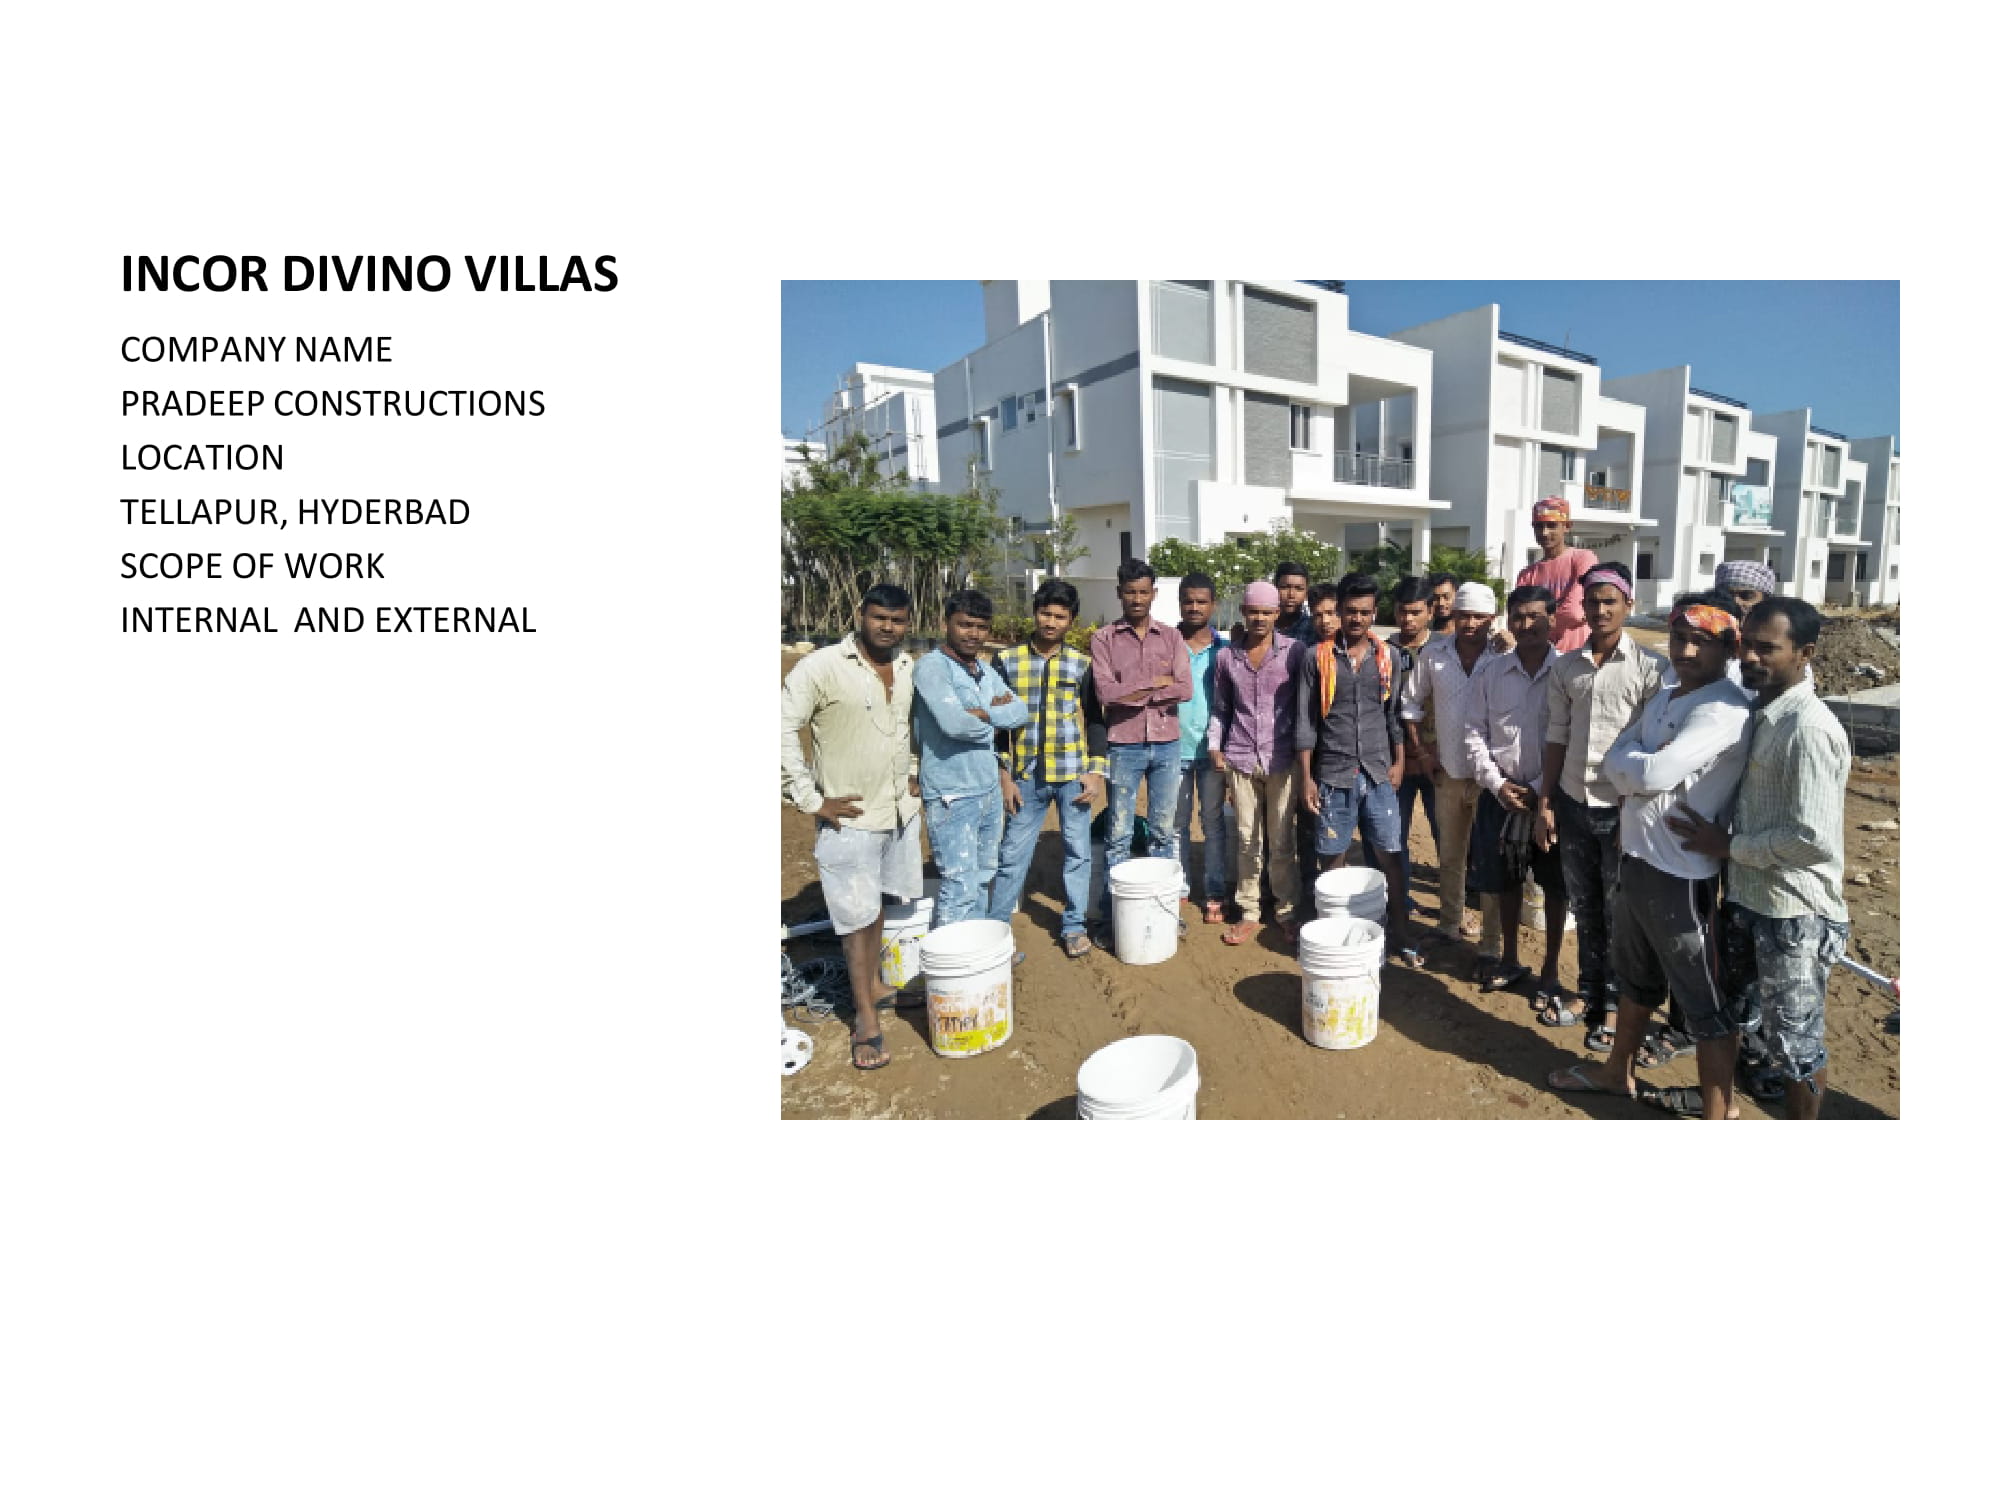 INCOR DIVINO VILLAS
COMPANY NAME
PRADEEP CONSTRUCTIONS
LOCATION
TELLAPUR, HYDERBAD
SCOPE OF WORK
INTERNAL  AND EXTERNAL